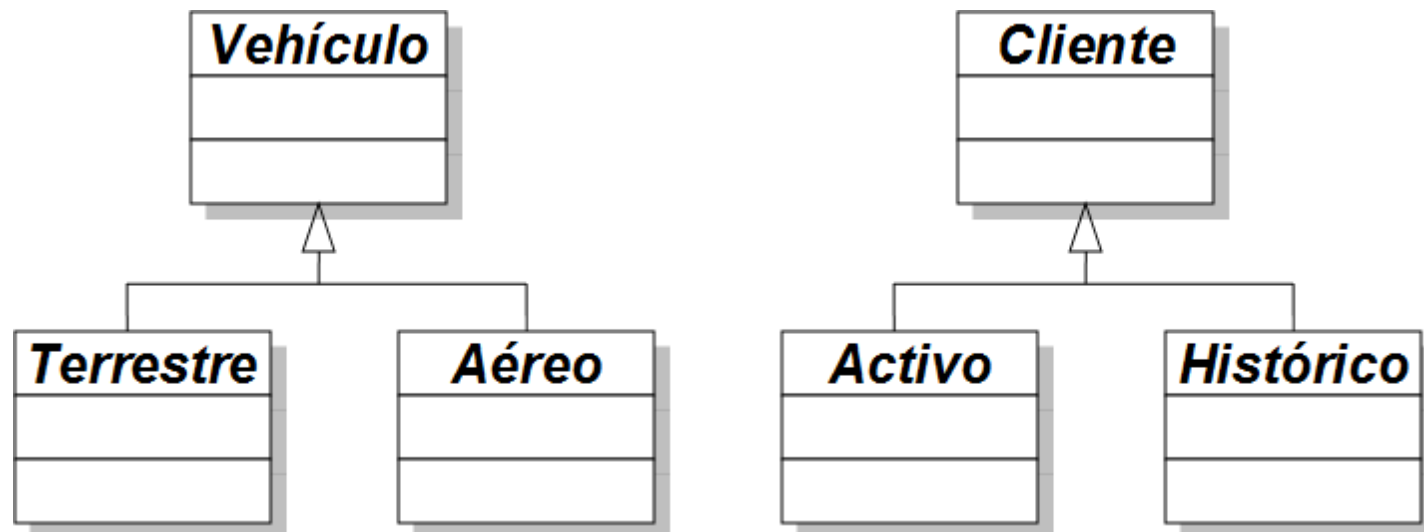 Vehículo
Cliente
Terrestre
Aéreo
Activo
Histórico